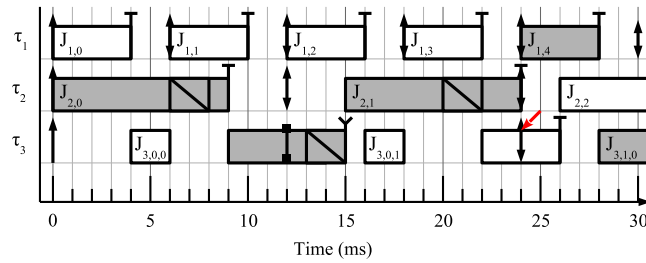 τ₁ J₁,₀ J₁,₁ J₁,₂ J₁,₃ J₁,₄
τ₂ J₂,₀ J₂,₁ J₂,₂
τ₃ J₃,₀,₀ J₃,₀,₁ J₃,₁,₀
0 5 10 15 20 25 30
Time (ms)